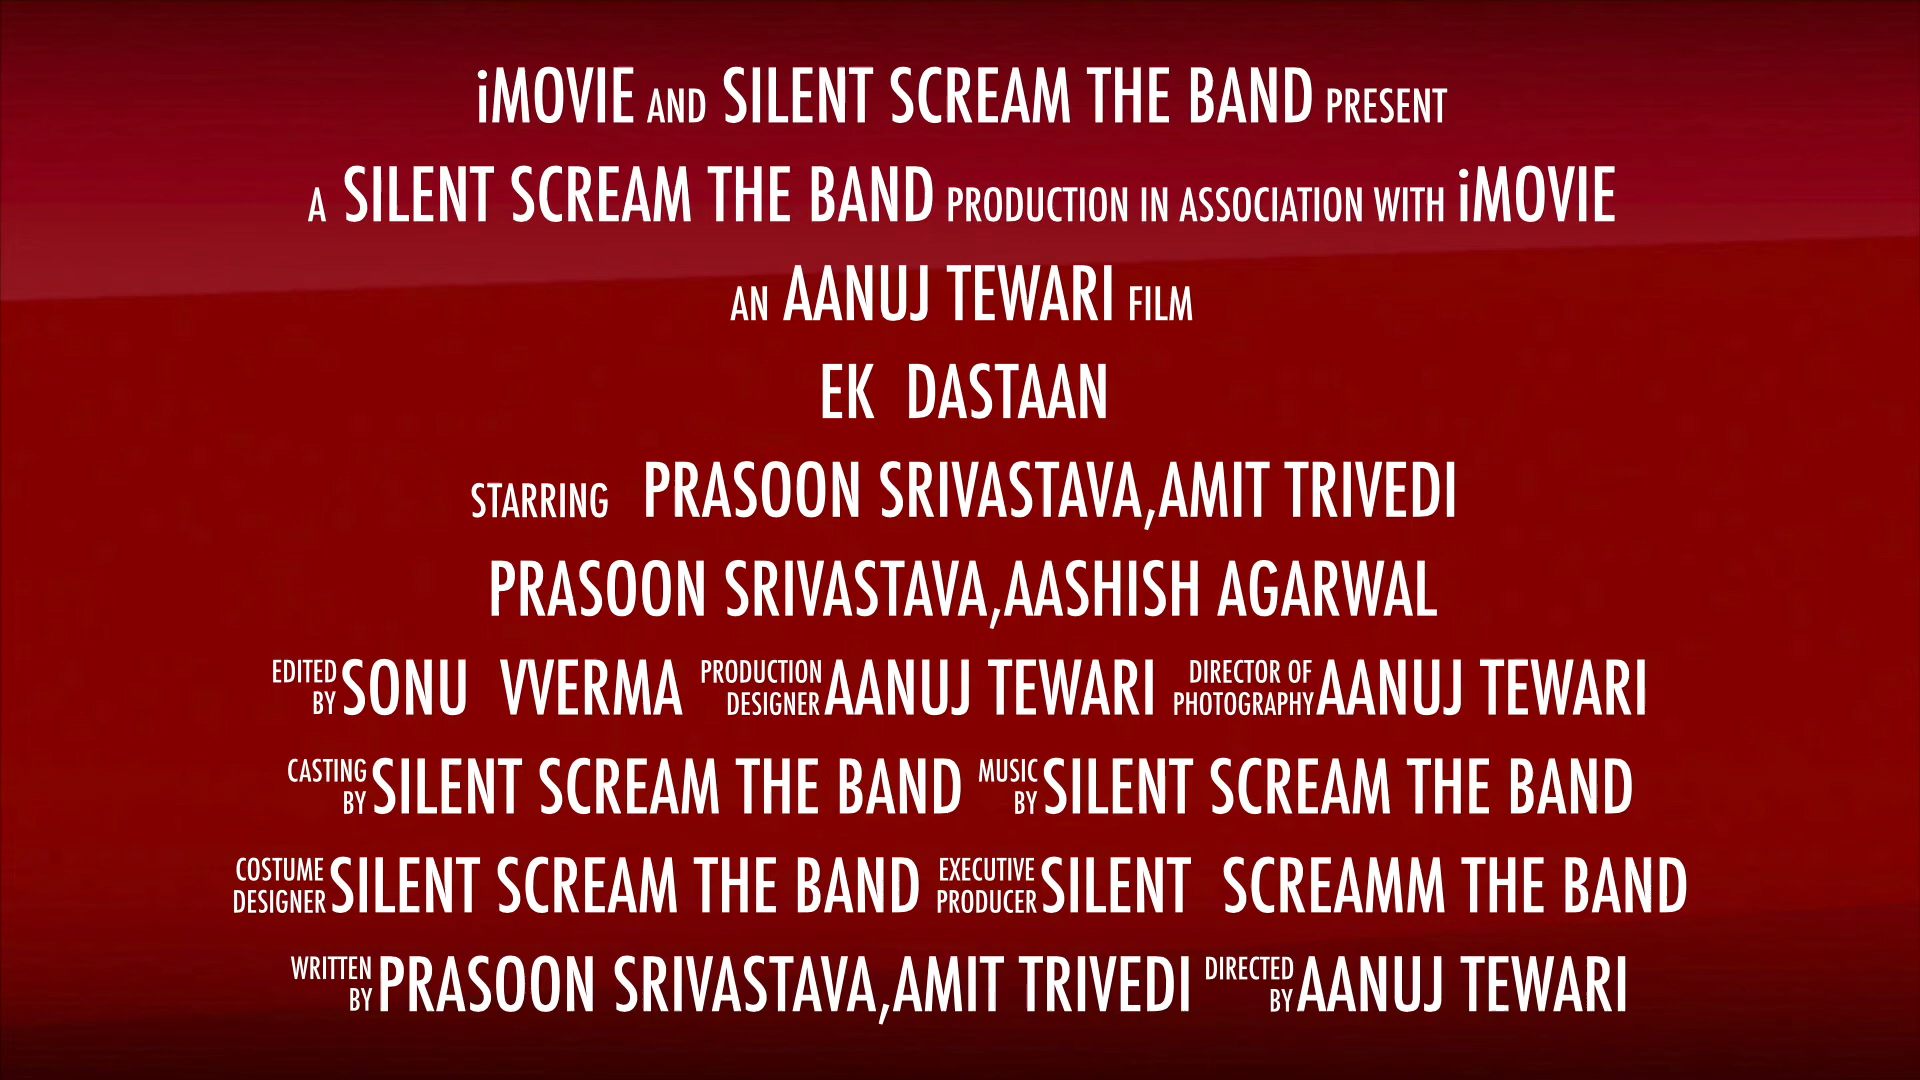 iMOVIE AND SILENT SCREAM THE BAND PRESENT
A SILENT SCREAM THE BAND PRODUCTION IN ASSOCIATION WITH iMOVIE
AN AANUJ TEWARI FILM
EK DASTAAN
STARRING PRASOON SRIVASTAVA,AMIT TRIVEDI
PRASOON SRIVASTAVA,AASHISH AGARWAL
EDITED BY SONU VVERMA PRODUCTION DESIGNER AANUJ TEWARI DIRECTOR OF PHOTOGRAPHY AANUJ TEWARI
CASTING BY SILENT SCREAM THE BAND MUSIC BY SILENT SCREAM THE BAND
COSTUME DESIGNER SILENT SCREAM THE BAND EXECUTIVE PRODUCER SILENT SCREAMM THE BAND
WRITTEN BY PRASOON SRIVASTAVA,AMIT TRIVEDI DIRECTED BY AANUJ TEWARI